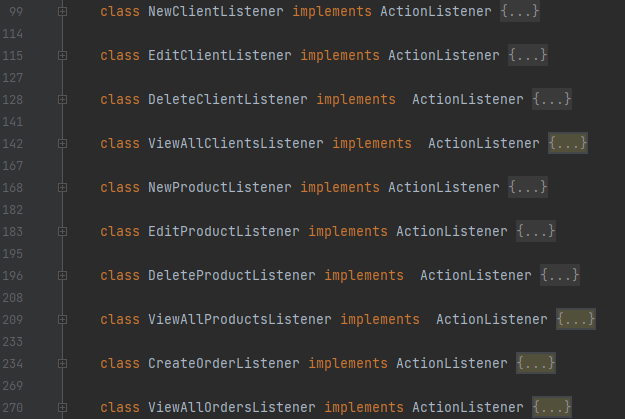 99 class NewClientListener implements ActionListener {...}
114
115 class EditClientListener implements ActionListener {...}
127
128 class DeleteClientListener implements  ActionListener {...}
141
142 class ViewAllClientsListener implements  ActionListener {...}
167
168 class NewProductListener implements ActionListener {...}
182
183 class EditProductListener implements ActionListener {...}
195
196 class DeleteProductListener implements  ActionListener {...}
208
209 class ViewAllProductsListener implements  ActionListener {...}
233
234 class CreateOrderListener implements ActionListener {...}
269
270 class ViewAllOrdersListener implements ActionListener {...}